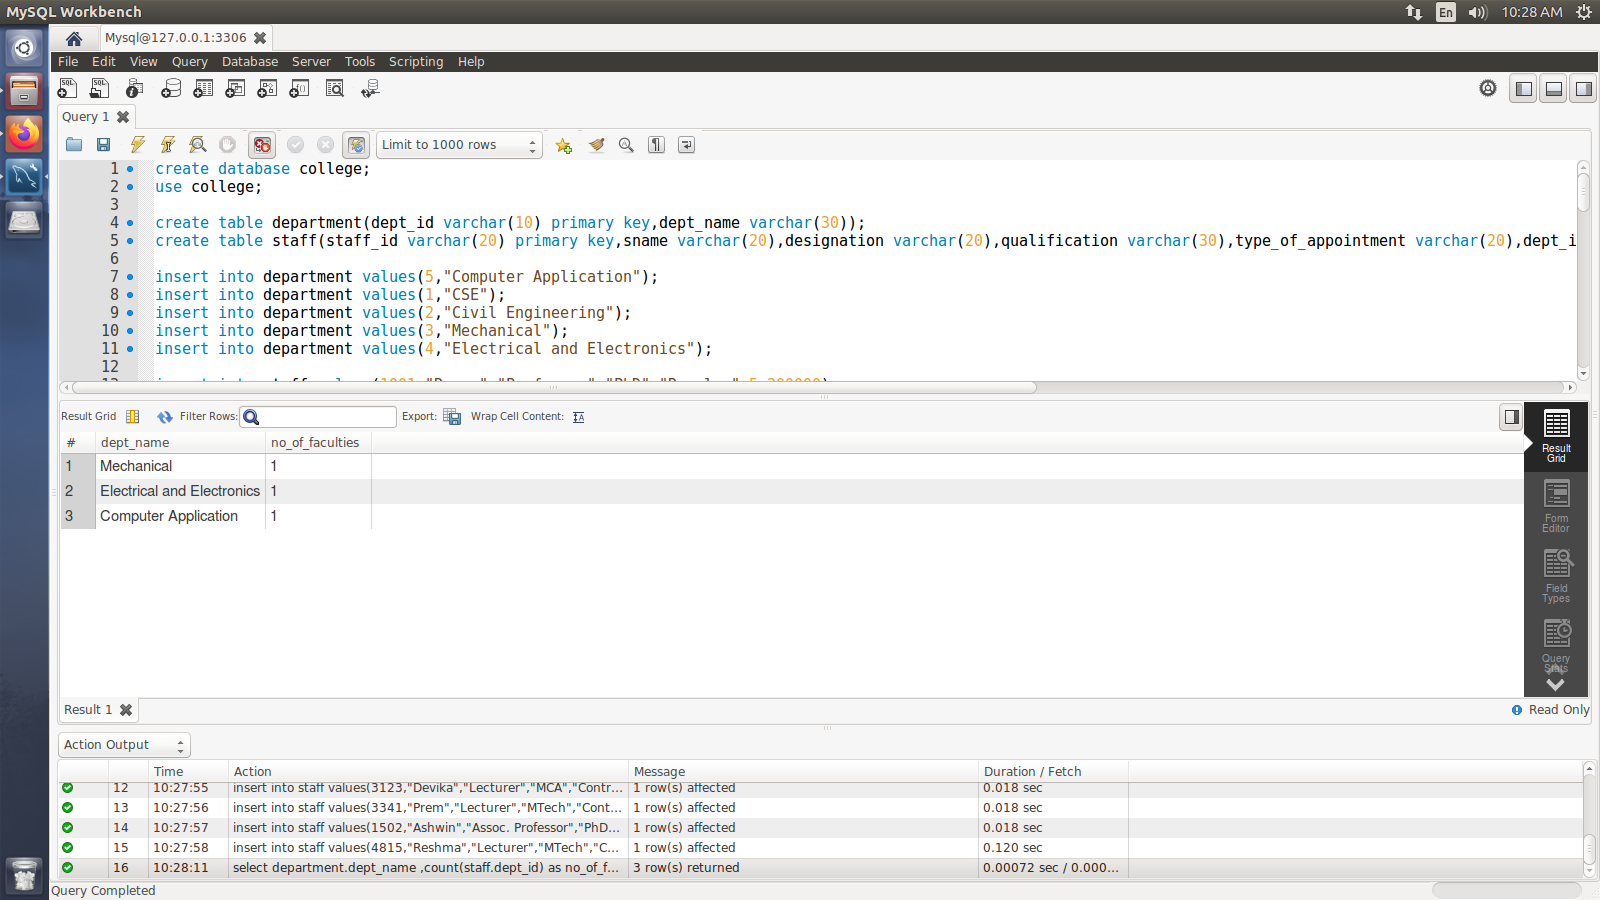 MySQL Workbench En 10:28 AM
Mysql@127.0.0.1:3306
File Edit View Query Database Server Tools Scripting Help
Query 1
Limit to 1000 rows
1 create database college;
2 use college;
3
4 create table department(dept_id varchar(10) primary key,dept_name varchar(30));
5 create table staff(staff_id varchar(20) primary key,sname varchar(20),designation varchar(20),qualification varchar(30),type_of_appointment varchar(20),dept_i
6
7 insert into department values(5,"Computer Application");
8 insert into department values(1,"CSE");
9 insert into department values(2,"Civil Engineering");
10 insert into department values(3,"Mechanical");
11 insert into department values(4,"Electrical and Electronics");
12
Result Grid Filter Rows: Export: Wrap Cell Content:
# dept_name no_of_faculties
1 Mechanical 1
2 Electrical and Electronics 1
3 Computer Application 1
Result
Grid
Form
Editor
Field
Types
Query
Stats
Result 1 Read Only
Action Output
Time Action Message Duration / Fetch
12 10:27:55 insert into staff values(3123,"Devika","Lecturer","MCA","Contr... 1 row(s) affected 0.018 sec
13 10:27:56 insert into staff values(3341,"Prem","Lecturer","MTech","Cont... 1 row(s) affected 0.018 sec
14 10:27:57 insert into staff values(1502,"Ashwin","Assoc. Professor","PhD... 1 row(s) affected 0.018 sec
15 10:27:58 insert into staff values(4815,"Reshma","Lecturer","MTech","C... 1 row(s) affected 0.120 sec
16 10:28:11 select department.dept_name ,count(staff.dept_id) as no_of_f... 3 row(s) returned 0.00072 sec / 0.000...
Query Completed